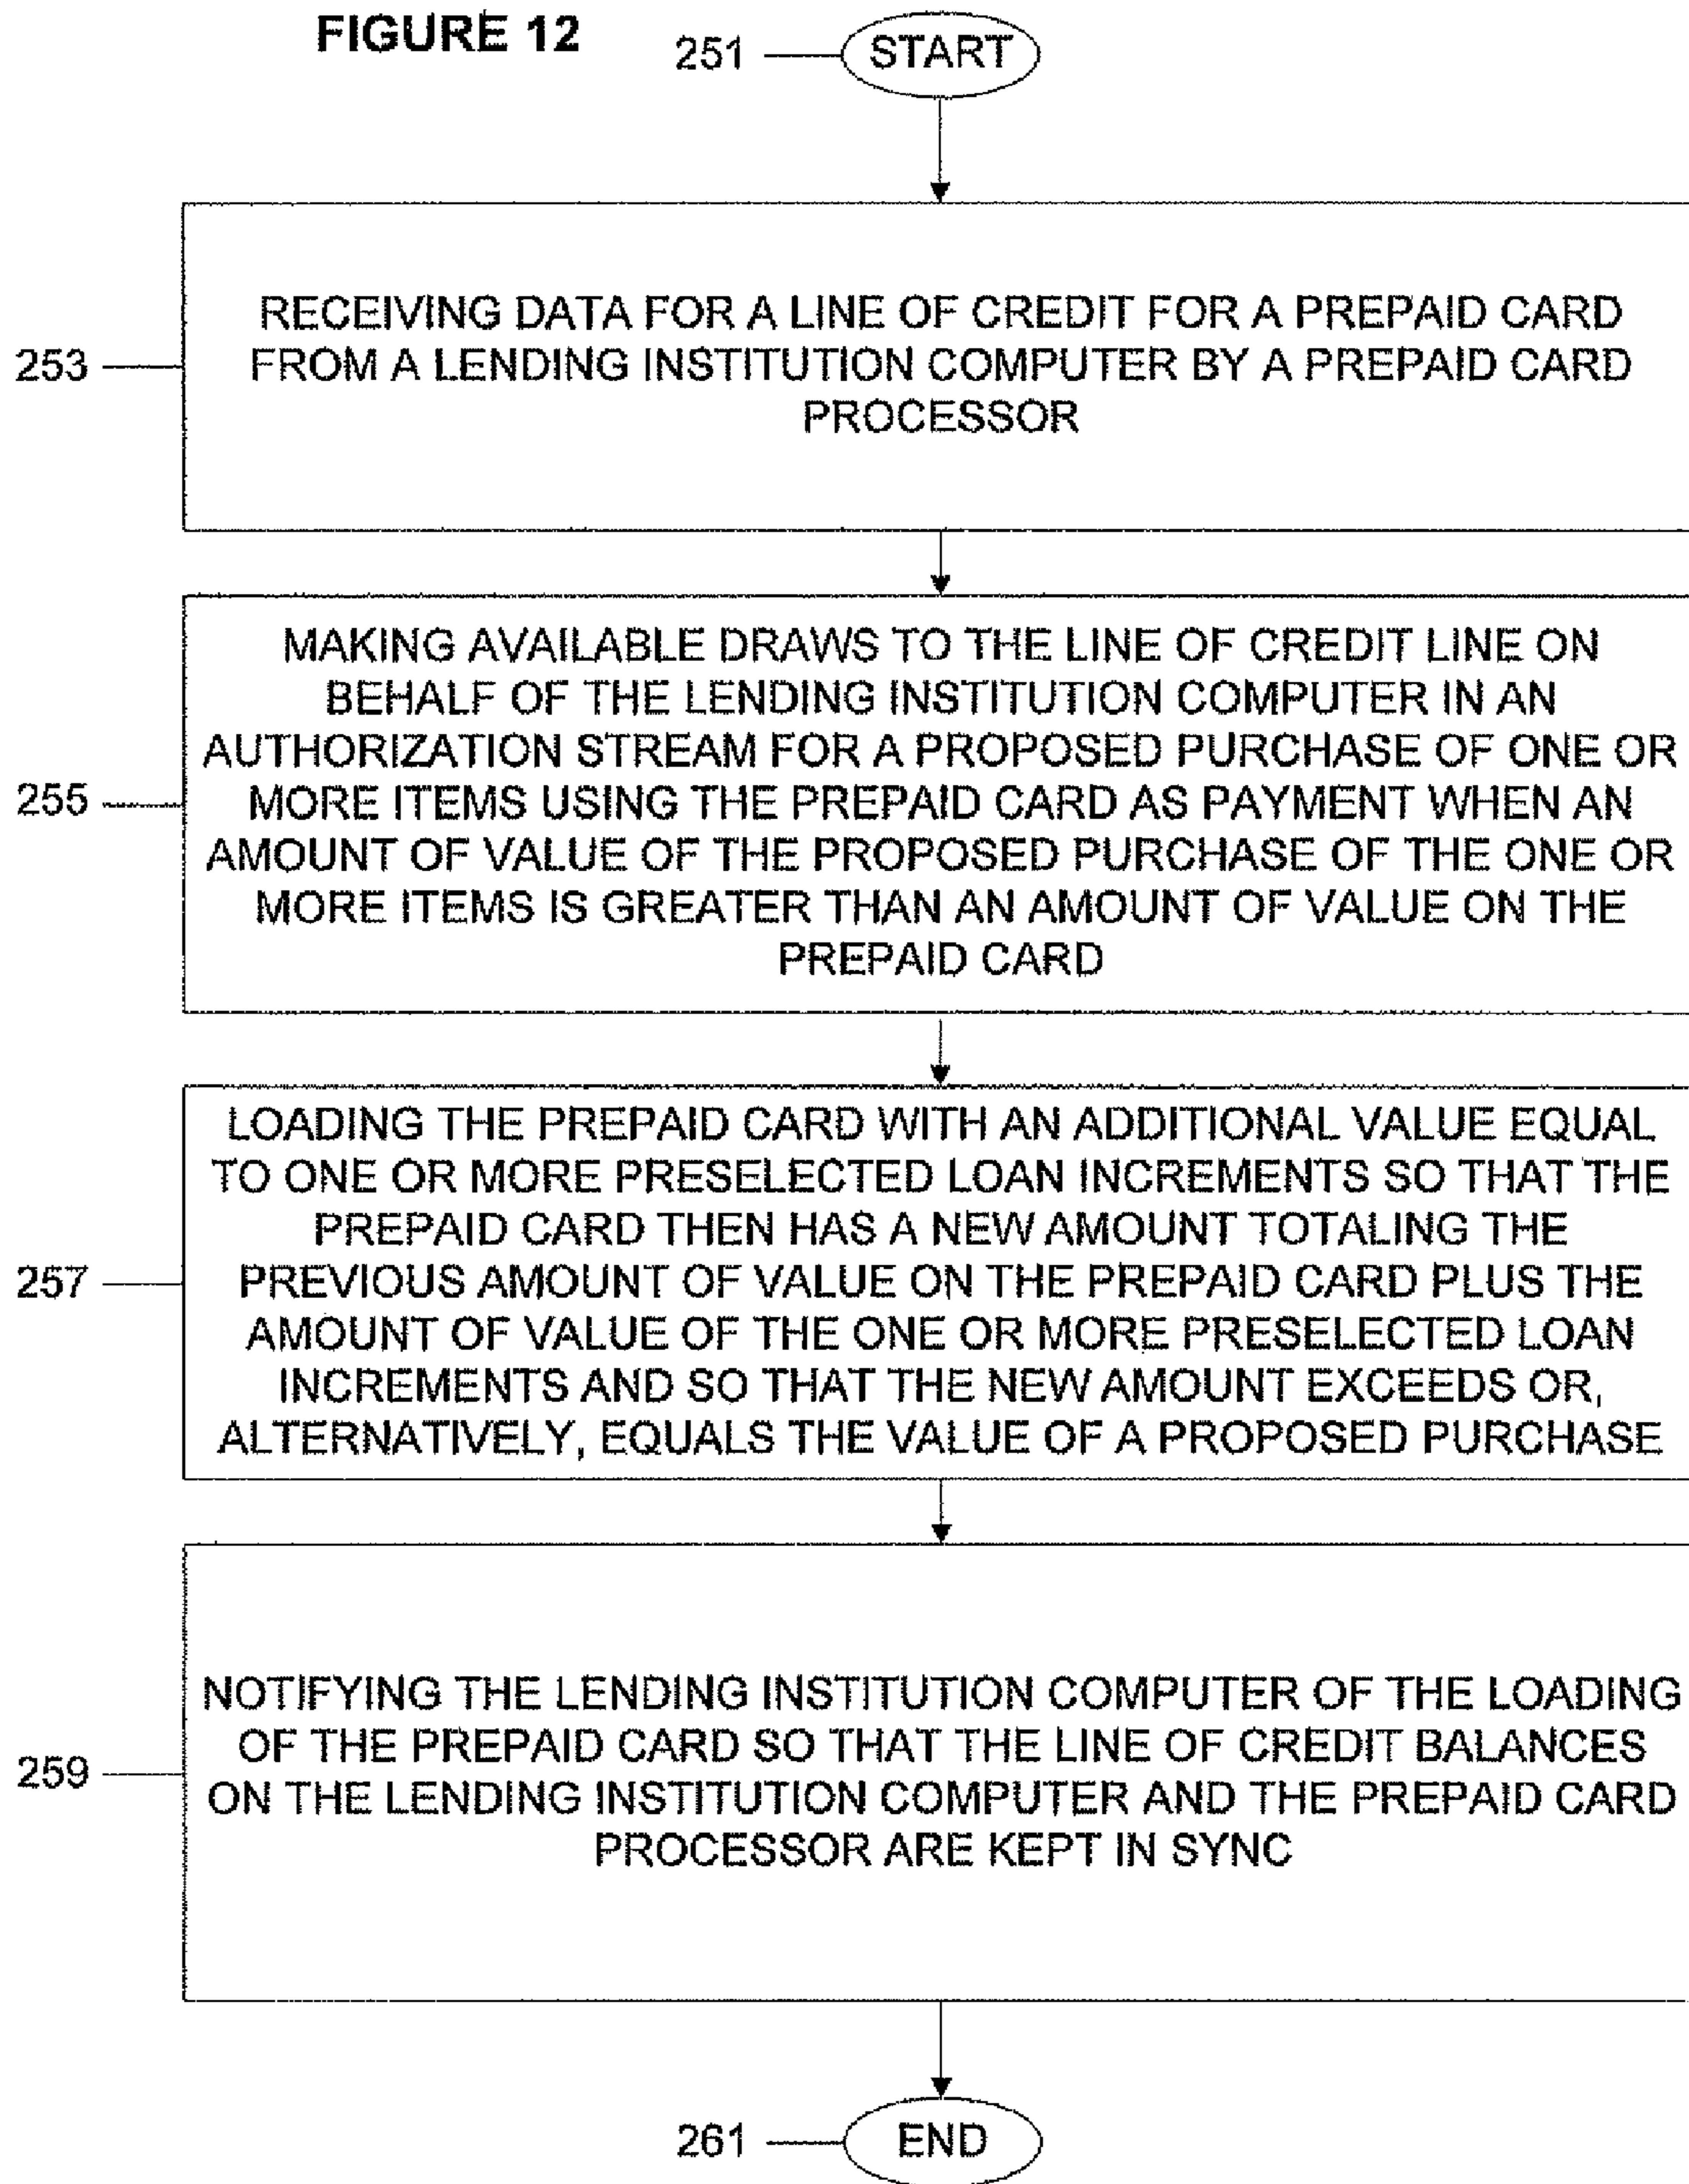 FIGURE 12
251
START
253
RECEIVING DATA FOR A LINE OF CREDIT FOR A PREPAID CARD
FROM A LENDING INSTITUTION COMPUTER BY A PREPAID CARD
PROCESSOR
255
MAKING AVAILABLE DRAWS TO THE LINE OF CREDIT LINE ON
BEHALF OF THE LENDING INSTITUTION COMPUTER IN AN
AUTHORIZATION STREAM FOR A PROPOSED PURCHASE OF ONE OR
MORE ITEMS USING THE PREPAID CARD AS PAYMENT WHEN AN
AMOUNT OF VALUE OF THE PROPOSED PURCHASE OF THE ONE OR
MORE ITEMS IS GREATER THAN AN AMOUNT OF VALUE ON THE
PREPAID CARD
257
LOADING THE PREPAID CARD WITH AN ADDITIONAL VALUE EQUAL
TO ONE OR MORE PRESELECTED LOAN INCREMENTS SO THAT THE
PREPAID CARD THEN HAS A NEW AMOUNT TOTALING THE
PREVIOUS AMOUNT OF VALUE ON THE PREPAID CARD PLUS THE
AMOUNT OF VALUE OF THE ONE OR MORE PRESELECTED LOAN
INCREMENTS AND SO THAT THE NEW AMOUNT EXCEEDS OR,
ALTERNATIVELY, EQUALS THE VALUE OF A PROPOSED PURCHASE
259
NOTIFYING THE LENDING INSTITUTION COMPUTER OF THE LOADING
OF THE PREPAID CARD SO THAT THE LINE OF CREDIT BALANCES
ON THE LENDING INSTITUTION COMPUTER AND THE PREPAID CARD
PROCESSOR ARE KEPT IN SYNC
261
END